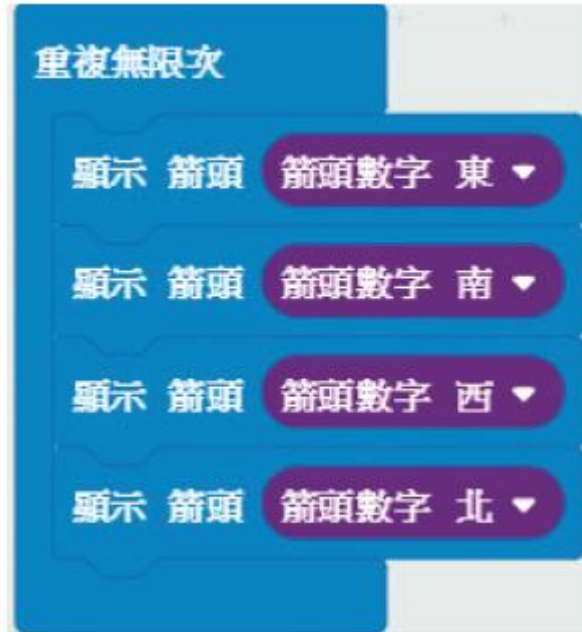 重複無限次
顯示 箭頭 箭頭數字 東
顯示 箭頭 箭頭數字 南
顯示 箭頭 箭頭數字 西
顯示 箭頭 箭頭數字 北